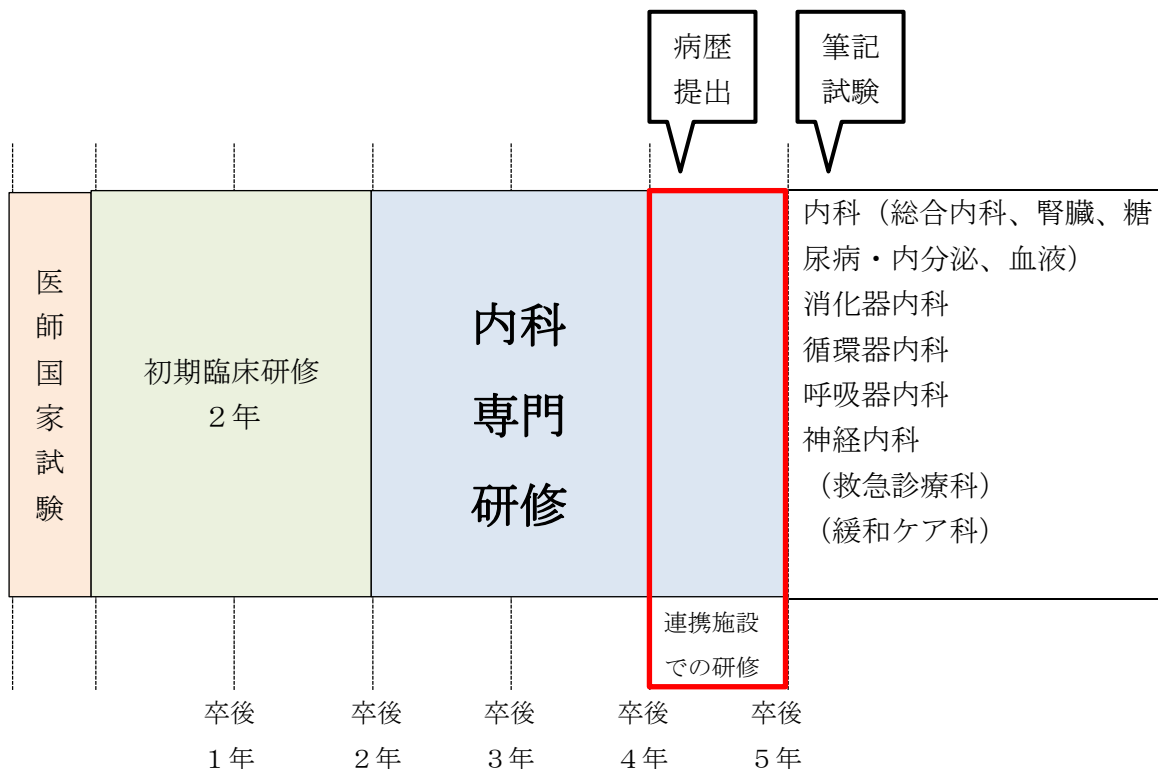 病歴
提出
筆記
試験
医
師
国
家
試
験
初期臨床研修
２年
内科
専門
研修
内科（総合内科、腎臓、糖
尿病・内分泌、血液）
消化器内科
循環器内科
呼吸器内科
神経内科
（救急診療科）
（緩和ケア科）
連携施設
での研修
卒後
１年
卒後
２年
卒後
３年
卒後
４年
卒後
５年